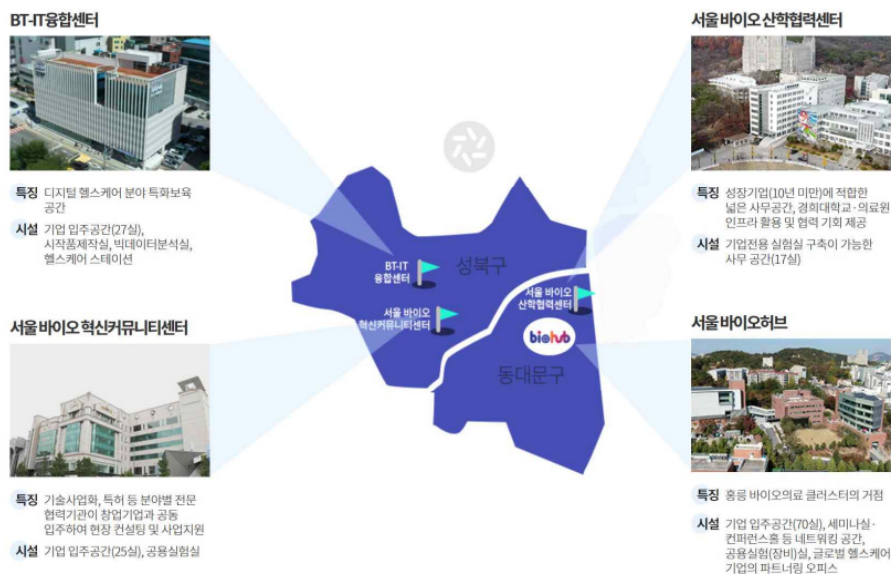 BT-IT융합센터
특징 디지털 헬스케어 분야 특화보육
공간
시설 기업 입주공간(27실),
시작품제작실, 빅데이터분석실,
헬스케어 스테이션
서울 바이오 혁신커뮤니티센터
특징 기술사업화, 특허 등 분야별 전문
협력기관이 창업기업과 공동
입주하여 현장 컨설팅 및 사업지원
시설 기업 입주공간(25실), 공용실험실
BT-IT
융합센터
성북구
서울 바이오
혁신커뮤니티센터
서울 바이오
산학협력센터
biohub
동대문구
서울 바이오 산학협력센터
특징 성장기업(10년 미만)에 적합한
넓은 사무공간, 경희대학교·의료원
인프라 활용 및 협력 기회 제공
시설 기업전용 실험실 구축이 가능한
사무 공간(17실)
서울 바이오허브
특징 홍릉 바이오의료 클러스터의 거점
시설 기업 입주공간(70실), 세미나실·
컨퍼런스홀 등 네트워킹 공간,
공용실험(장비)실, 글로벌 헬스케어
기업의 파트너링 오피스